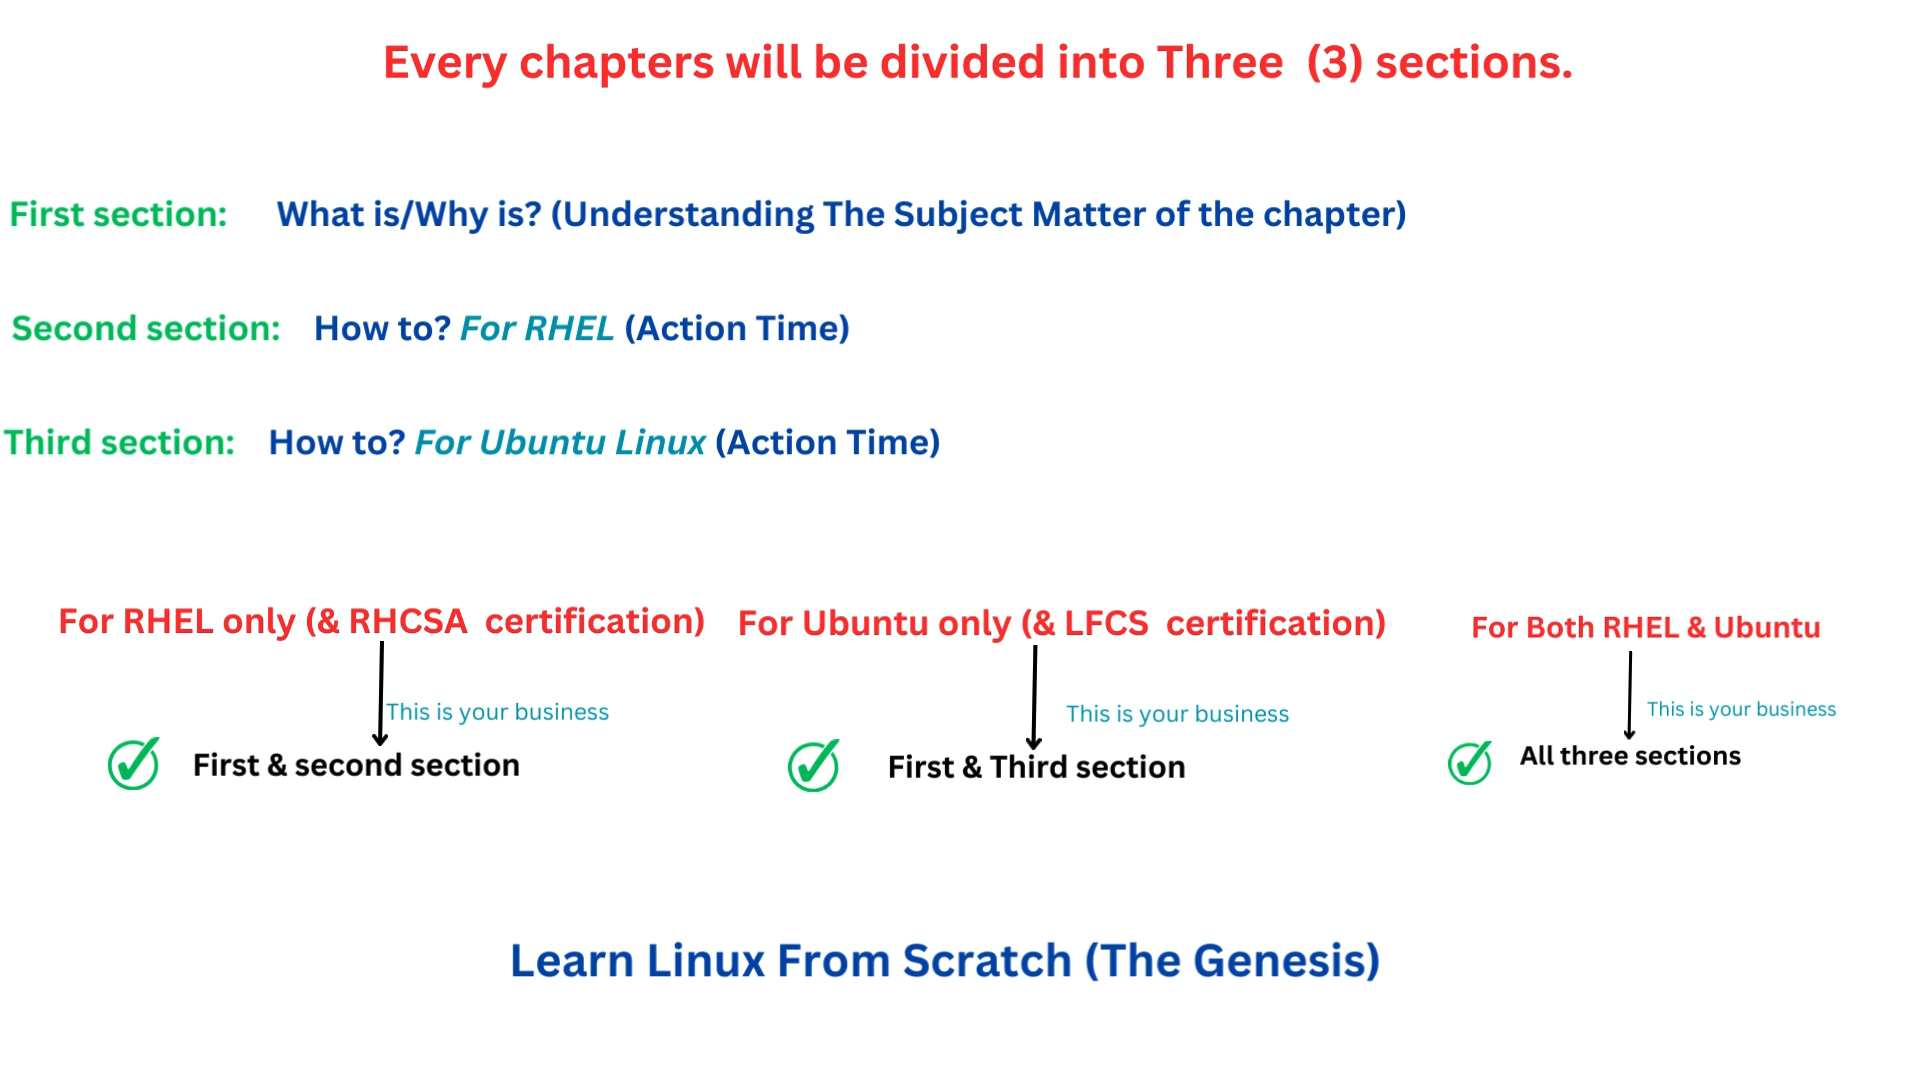 Every chapters will be divided into Three (3) sections.
First section: What is/Why is? (Understanding The Subject Matter of the chapter)
Second section: How to? For RHEL (Action Time)
Third section: How to? For Ubuntu Linux (Action Time)
For RHEL only (& RHCSA certification)
This is your business
First & second section
For Ubuntu only (& LFCS certification)
This is your business
First & Third section
For Both RHEL & Ubuntu
This is your business
All three sections
Learn Linux From Scratch (The Genesis)